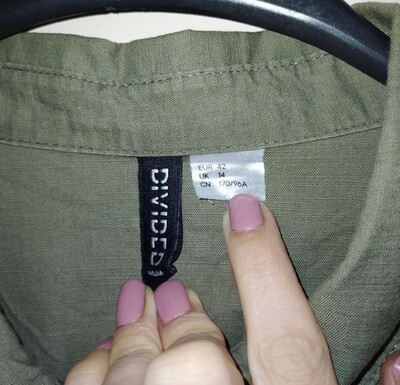 DIVIDED
H&M
EUR 42
UK 14
CN 170/96A